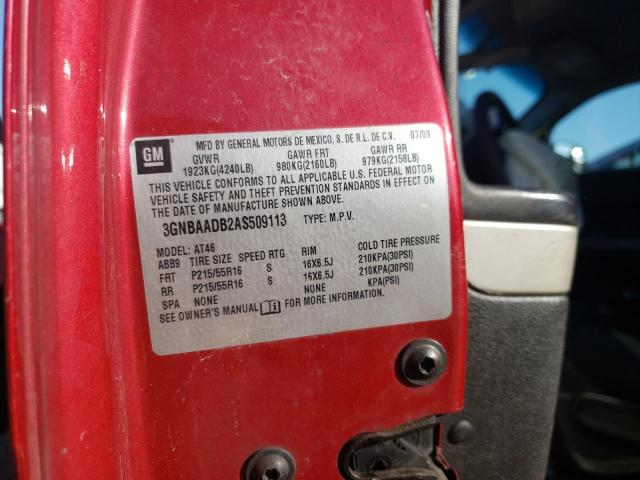 GM
MFD BY GENERAL MOTORS DE MEXICO, S. DE R.L. DE C.V. 07/09
GVWR GAWR FRT GAWR RR
1923KG(4240LB) 980KG(2160LB) 979KG(2158LB)
THIS VEHICLE CONFORMS TO ALL APPLICABLE U.S. FEDERAL MOTOR
VEHICLE SAFETY AND THEFT PREVENTION STANDARDS IN EFFECT ON
THE DATE OF MANUFACTURE SHOWN ABOVE.
3GNBAADB2AS509113 TYPE: M.P.V.
MODEL: AT46
ABB9 TIRE SIZE SPEED RTG RIM COLD TIRE PRESSURE
FRT P215/55R16 S 16X6.5J 210KPA(30PSI)
RR P215/55R16 S 16X6.5J 210KPA(30PSI)
SPA NONE NONE KPA(PSI)
SEE OWNER'S MANUAL FOR MORE INFORMATION.